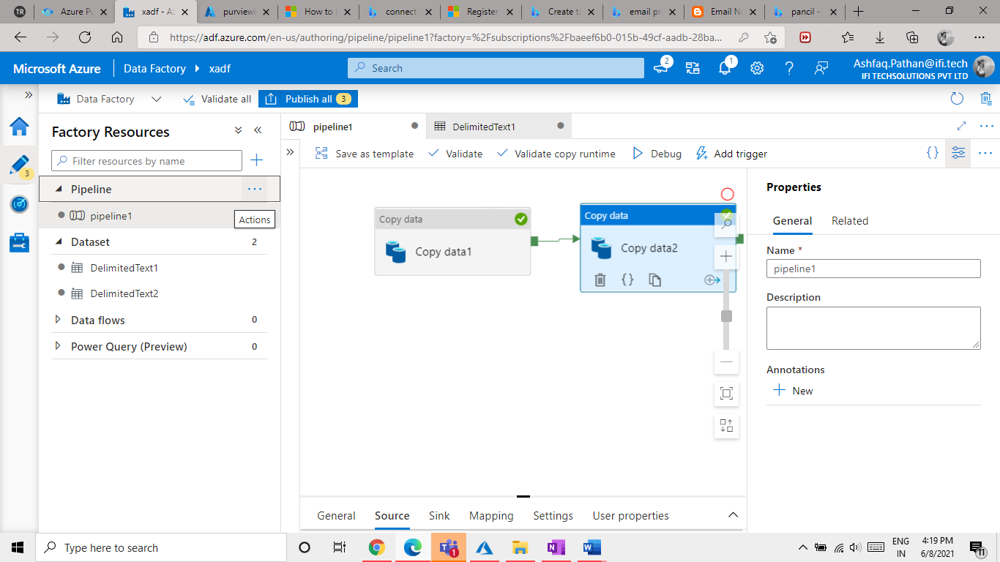 TR
Azure Pu
xadf - Az
purview
How to
connect
Register
Create ta
email pr
Email No
pancil -
https://adf.azure.com/en-us/authoring/pipeline/pipeline1?factory=%2Fsubscriptions%2Fbaeef6b0-015b-49cf-aadb-28ba...
Microsoft Azure
Data Factory
xadf
Search
2
1
Ashfaq.Pathan@ifi.tech
IFI TECHSOLUTIONS PVT LTD
Data Factory
Validate all
Publish all 3
Factory Resources
Filter resources by name
3
Pipeline
pipeline1
Actions
Dataset 2
DelimitedText1
DelimitedText2
Data flows 0
Power Query (Preview) 0
pipeline1
DelimitedText1
Save as template
Validate
Validate copy runtime
Debug
Add trigger
{}
Copy data
Copy data1
Copy data
Copy data2
{}
Properties
General
Related
Name *
pipeline1
Description
Annotations
New
General
Source
Sink
Mapping
Settings
User properties
Type here to search
1
ENG
IN
4:19 PM
6/8/2021
11